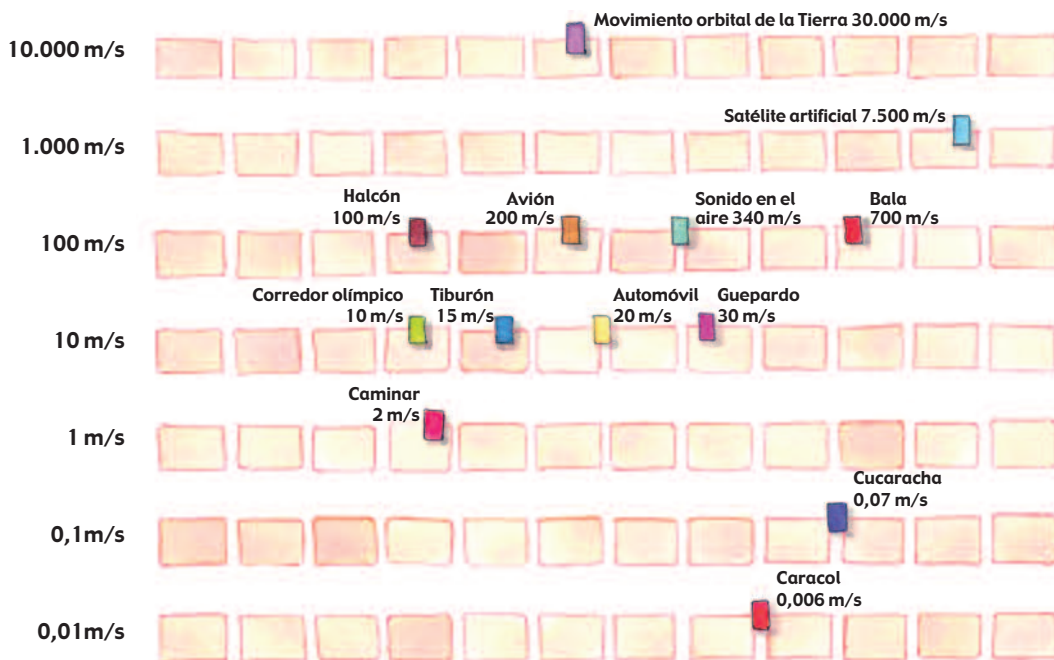 Movimiento orbital de la Tierra 30.000 m/s
10.000 m/s
Satélite artificial 7.500 m/s
1.000 m/s
Halcón
100 m/s
Avión
200 m/s
Sonido en el
aire 340 m/s
Bala
700 m/s
100 m/s
Corredor olímpico
10 m/s
Tiburón
15 m/s
Automóvil
20 m/s
Guepardo
30 m/s
10 m/s
Caminar
2 m/s
1 m/s
Cucaracha
0,07 m/s
0,1m/s
Caracol
0,006 m/s
0,01m/s